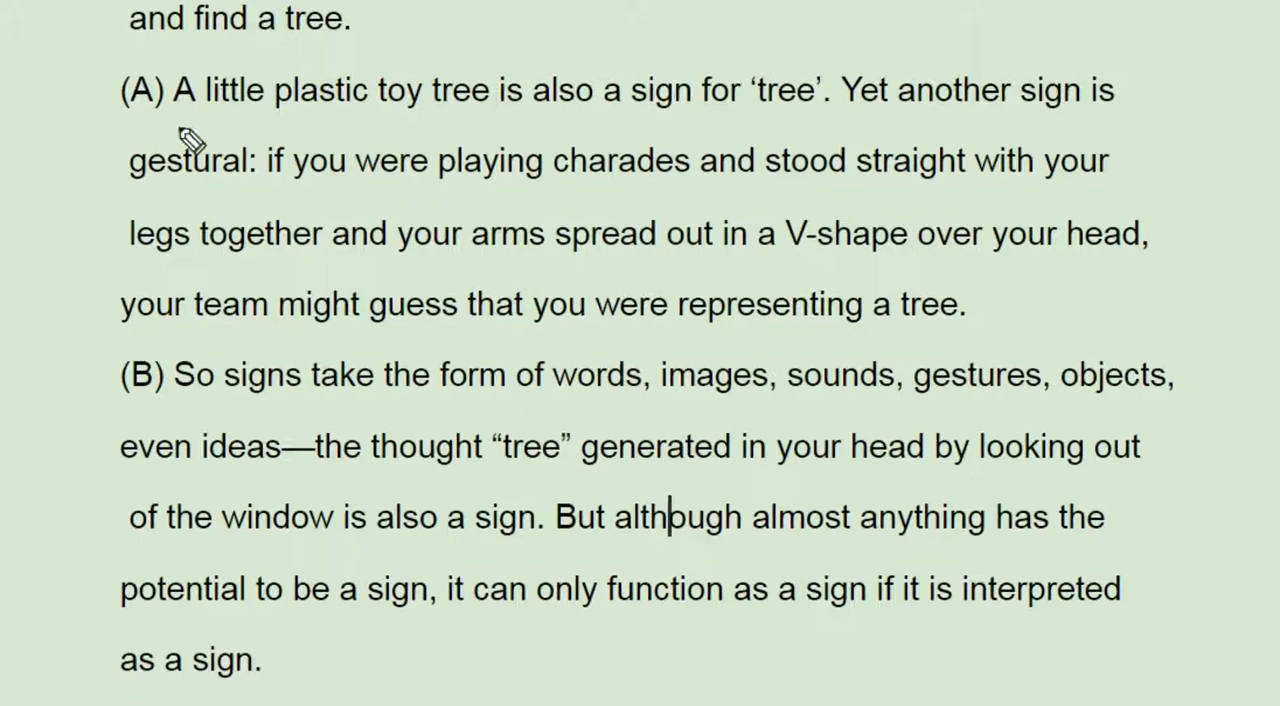 and find a tree.
(A) A little plastic toy tree is also a sign for ‘tree’. Yet another sign is
gestural: if you were playing charades and stood straight with your
legs together and your arms spread out in a V-shape over your head,
your team might guess that you were representing a tree.
(B) So signs take the form of words, images, sounds, gestures, objects,
even ideas—the thought “tree” generated in your head by looking out
of the window is also a sign. But although almost anything has the
potential to be a sign, it can only function as a sign if it is interpreted
as a sign.